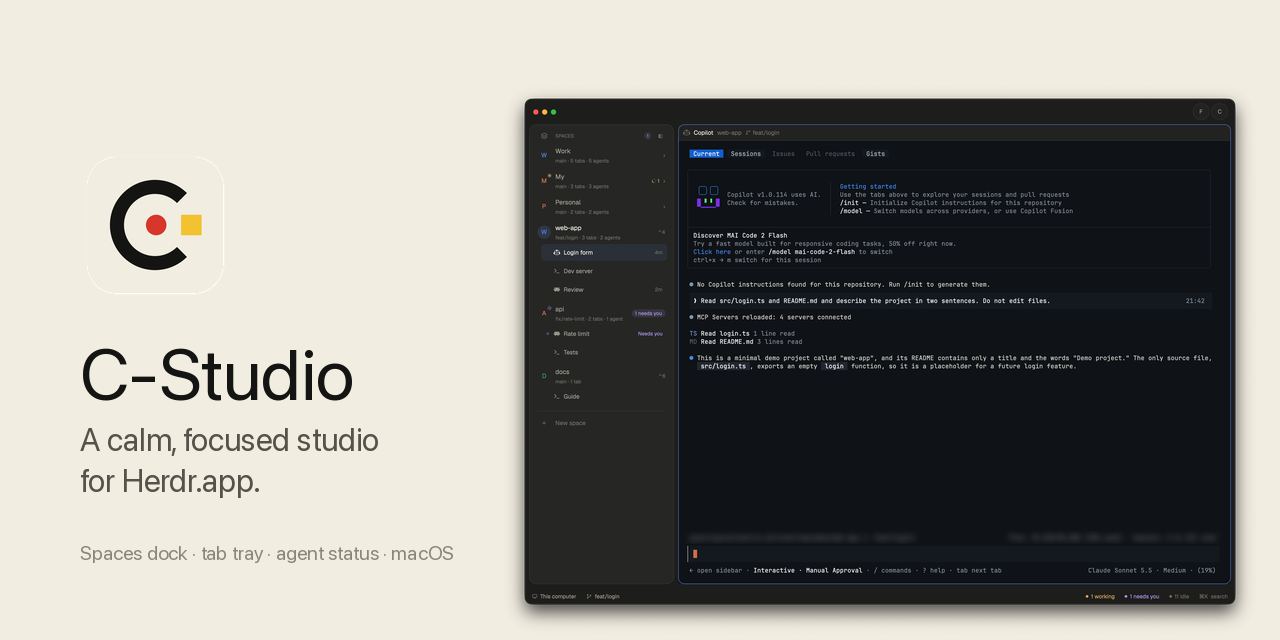 C-Studio
A calm, focused studio
for Herdr.app.
Spaces dock · tab tray · agent status · macOS
F C
SPACES
W Work
main · 5 tabs · 5 agents
M My
main · 3 tabs · 3 agents
1
P Personal
main · 2 tabs · 2 agents
W web-app
feat/login · 3 tabs · 2 agents
Login form 4m
Dev server
Review 2m
A api
fix/rate-limit · 2 tabs · 1 agent
1 needs you
Rate limit Needs you
Tests
D docs
main · 1 tab
Guide
+ New space
Copilot web-app feat/login
Current Sessions Issues Pull requests Gists
Copilot v1.0.114 uses AI.
Check for mistakes.
Getting started
Use the tabs above to explore your sessions and pull requests
/init — Initialize Copilot instructions for this repository
/model — Switch models across providers, or use Copilot Fusion
Discover MAI Code 2 Flash
Try a fast model built for responsive coding tasks, 50% off right now.
Click here or enter /model mai-code-2-flash to switch
ctrl+x → m switch for this session
● No Copilot instructions found for this repository. Run /init to generate them.
❯ Read src/login.ts and README.md and describe the project in two sentences. Do not edit files. 21:42
● MCP Servers reloaded: 4 servers connected
TS Read login.ts 1 line read
MD Read README.md 3 lines read
● This is a minimal demo project called "web-app", and its README contains only a title and the words "Demo project." The only source file,
src/login.ts , exports an empty login function, so it is a placeholder for a future login feature.
← open sidebar · Interactive · Manual Approval · / commands · ? help · tab next tab
Claude Sonnet 5.5 · Medium · (19%)
This computer feat/login
1 working 1 needs you 11 idle ⌘K search